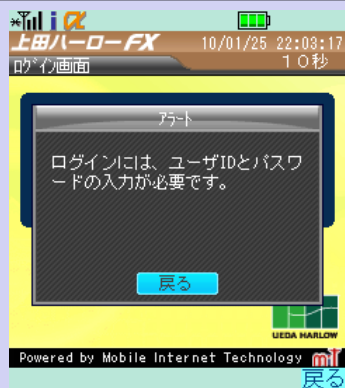 i α
上田ハーローFX 10/01/25 22:03:17
ログイン画面 10秒
アラート
ログインには、ユーザIDとパスワ
ードの入力が必要です。
戻る
UEDA HARLOW
Powered by Mobile Internet Technology mit
戻る